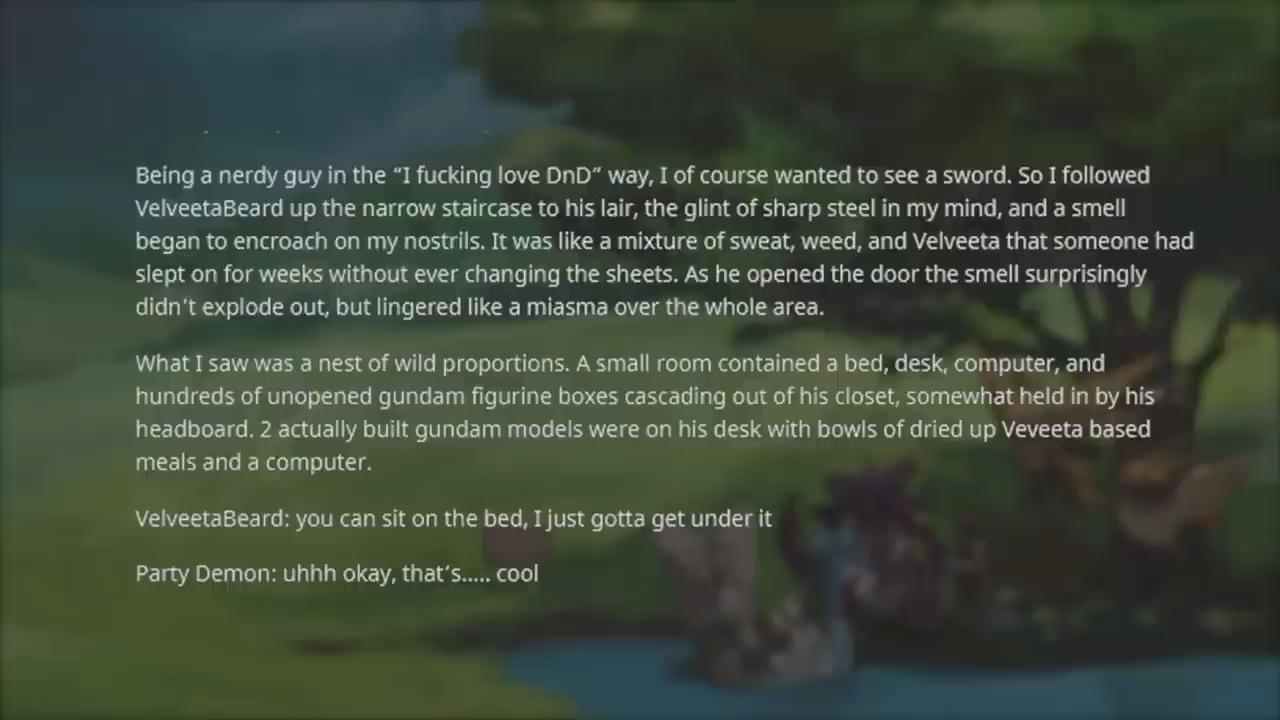 Being a nerdy guy in the “I fucking love DnD” way, I of course wanted to see a sword. So I followed
VelveetaBeard up the narrow staircase to his lair, the glint of sharp steel in my mind, and a smell
began to encroach on my nostrils. It was like a mixture of sweat, weed, and Velveeta that someone had
slept on for weeks without ever changing the sheets. As he opened the door the smell surprisingly
didn’t explode out, but lingered like a miasma over the whole area.
What I saw was a nest of wild proportions. A small room contained a bed, desk, computer, and
hundreds of unopened gundam figurine boxes cascading out of his closet, somewhat held in by his
headboard. 2 actually built gundam models were on his desk with bowls of dried up Veveeta based
meals and a computer.
VelveetaBeard: you can sit on the bed, I just gotta get under it
Party Demon: uhhh okay, that’s..... cool